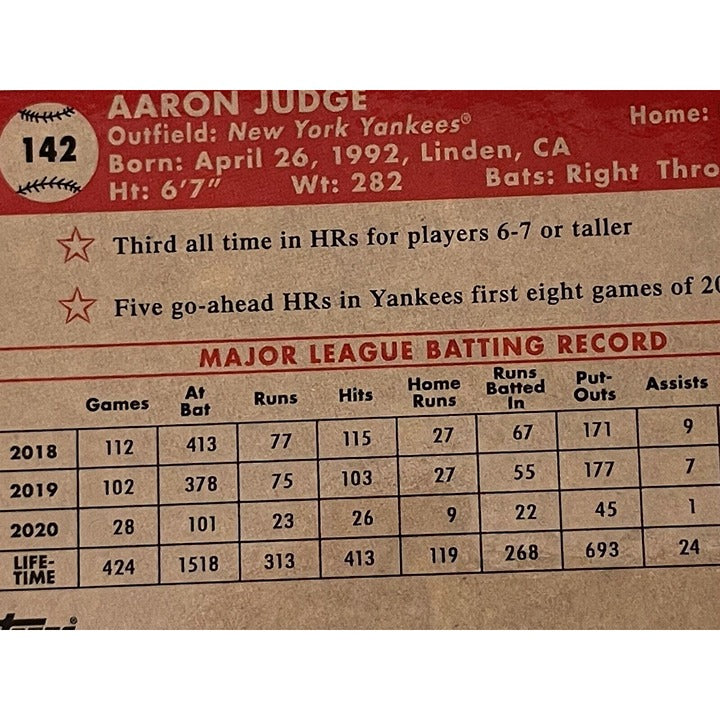 142
AARON JUDGE
Outfield: New York Yankees® Home:
Born: April 26, 1992, Linden, CA
Ht: 6'7" Wt: 282 Bats: Right Thro
Third all time in HRs for players 6-7 or taller
Five go-ahead HRs in Yankees first eight games of 20
MAJOR LEAGUE BATTING RECORD
Games At Bat Runs Hits Home Runs Runs Batted In Put-Outs Assists
2018 112 413 77 115 27 67 171 9
2019 102 378 75 103 27 55 177 7
2020 28 101 23 26 9 22 45 1
LIFE-TIME 424 1518 313 413 119 268 693 24